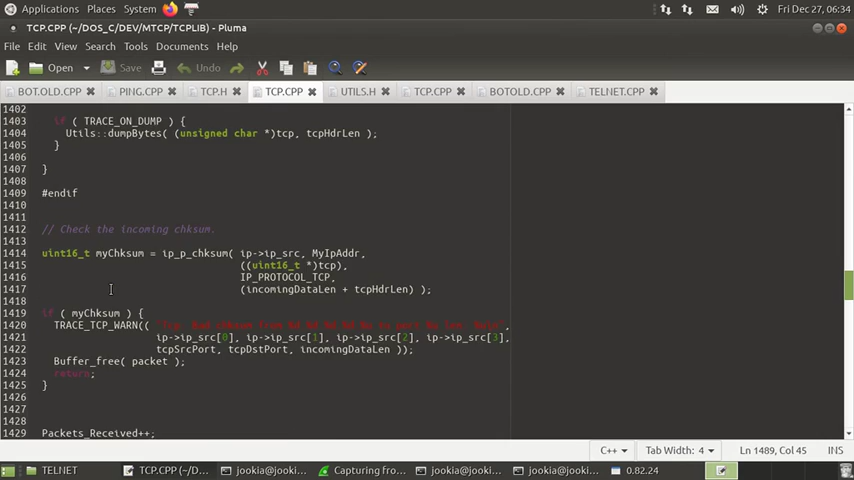 Applications Places System Fri Dec 27, 06:34
TCP.CPP (~/DOS_C/DEV/MTCP/TCPLIB) - Pluma
File Edit View Search Tools Documents Help
Open Save Undo
BOT.OLD.CPP PING.CPP TCP.H TCP.CPP UTILS.H TCP.CPP BOTOLD.CPP TELNET.CPP
1402
1403 if ( TRACE_ON_DUMP ) {
1404 Utils::dumpBytes( (unsigned char *)tcp, tcpHdrLen );
1405 }
1406
1407 }
1408
1409 #endif
1410
1411
1412 // Check the incoming chksum.
1413
1414 uint16_t myChksum = ip_p_chksum( ip->ip_src, MyIpAddr,
1415 ((uint16_t *)tcp),
1416 IP_PROTOCOL_TCP,
1417 (incomingDataLen + tcpHdrLen) );
1418
1419 if ( myChksum ) {
1420 TRACE_TCP_WARN((
1421 ip->ip_src[0], ip->ip_src[1], ip->ip_src[2], ip->ip_src[3],
1422 tcpSrcPort, tcpDstPort, incomingDataLen ));
1423 Buffer_free( packet );
1424 return;
1425 }
1426
1427
1428
1429 Packets_Received++;
C++ Tab Width: 4 Ln 1489, Col 45 INS
TELNET TCP.CPP (~/D... jookia@jooki... Capturing fro... jookia@jooki... jookia@jooki... 0.82.24